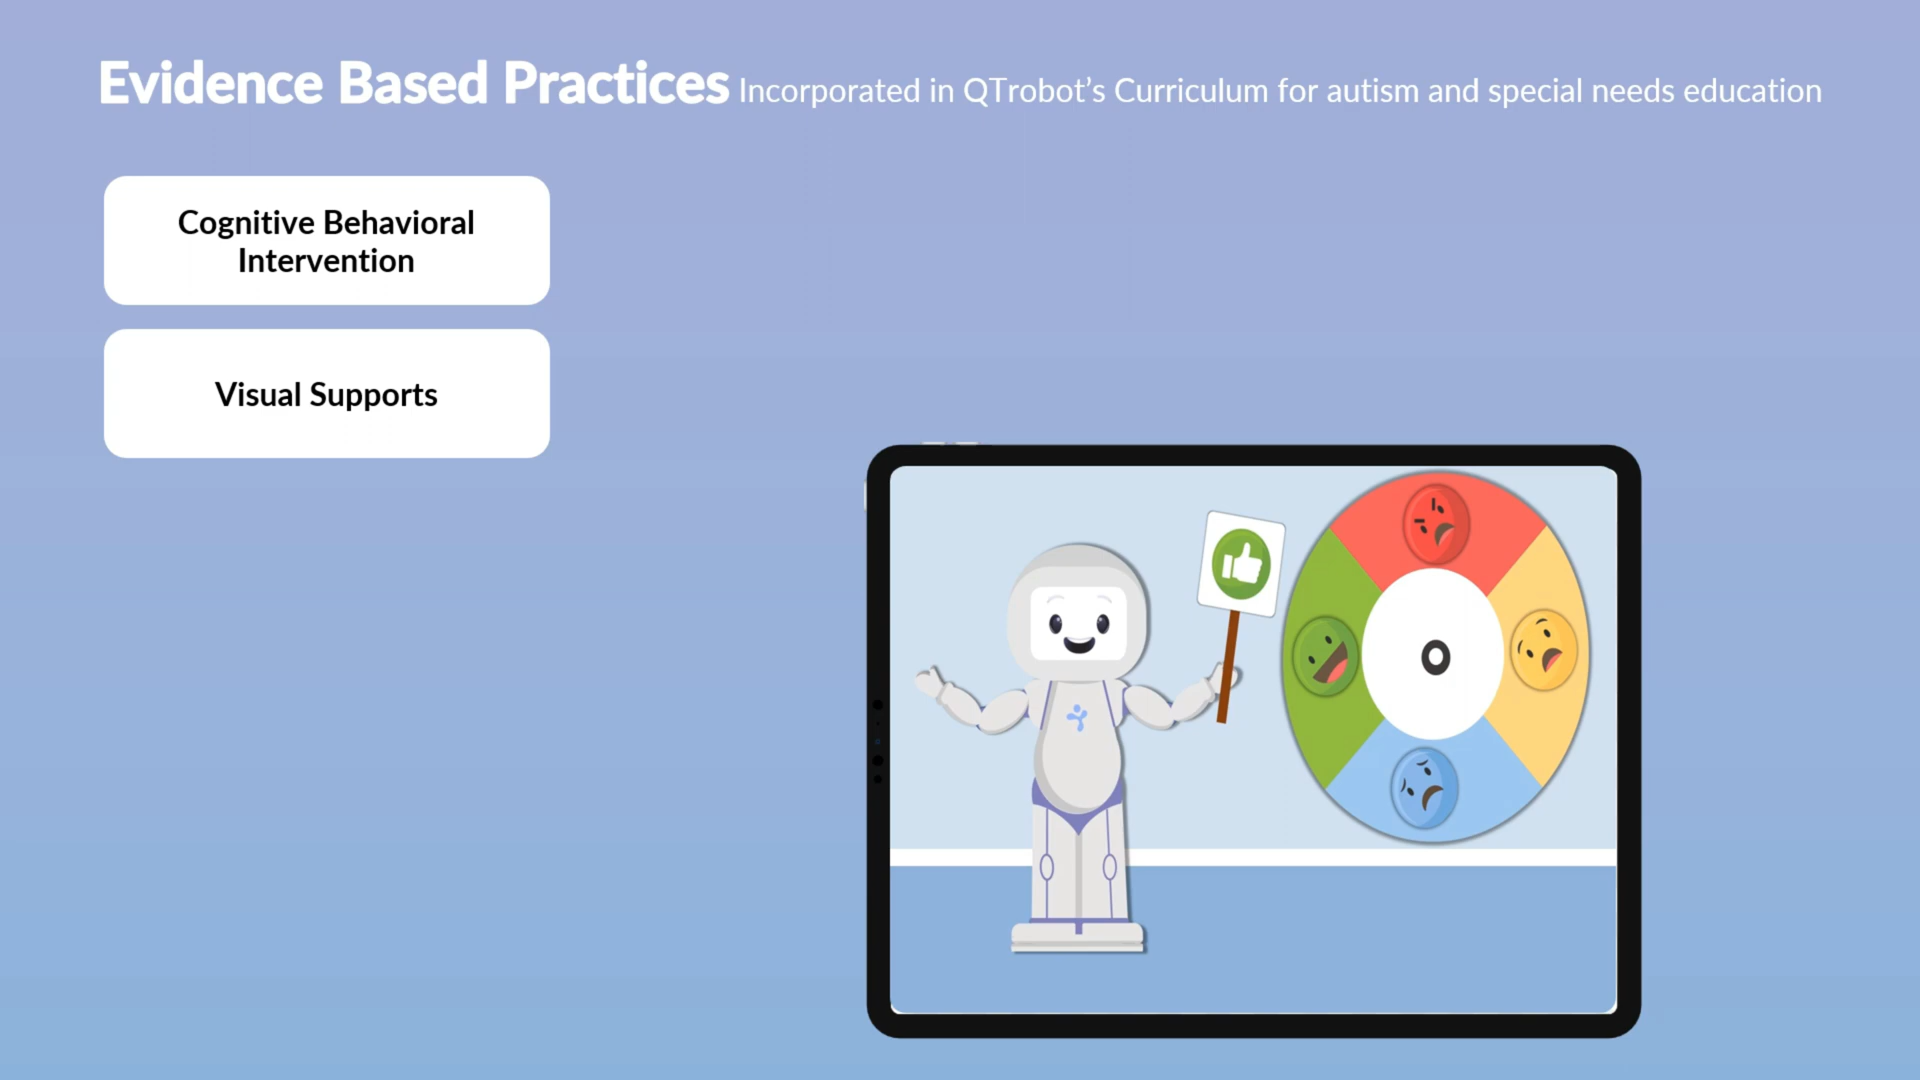 Evidence Based Practices Incorporated in QTrobot’s Curriculum for autism and special needs education
Cognitive Behavioral
Intervention
Visual Supports